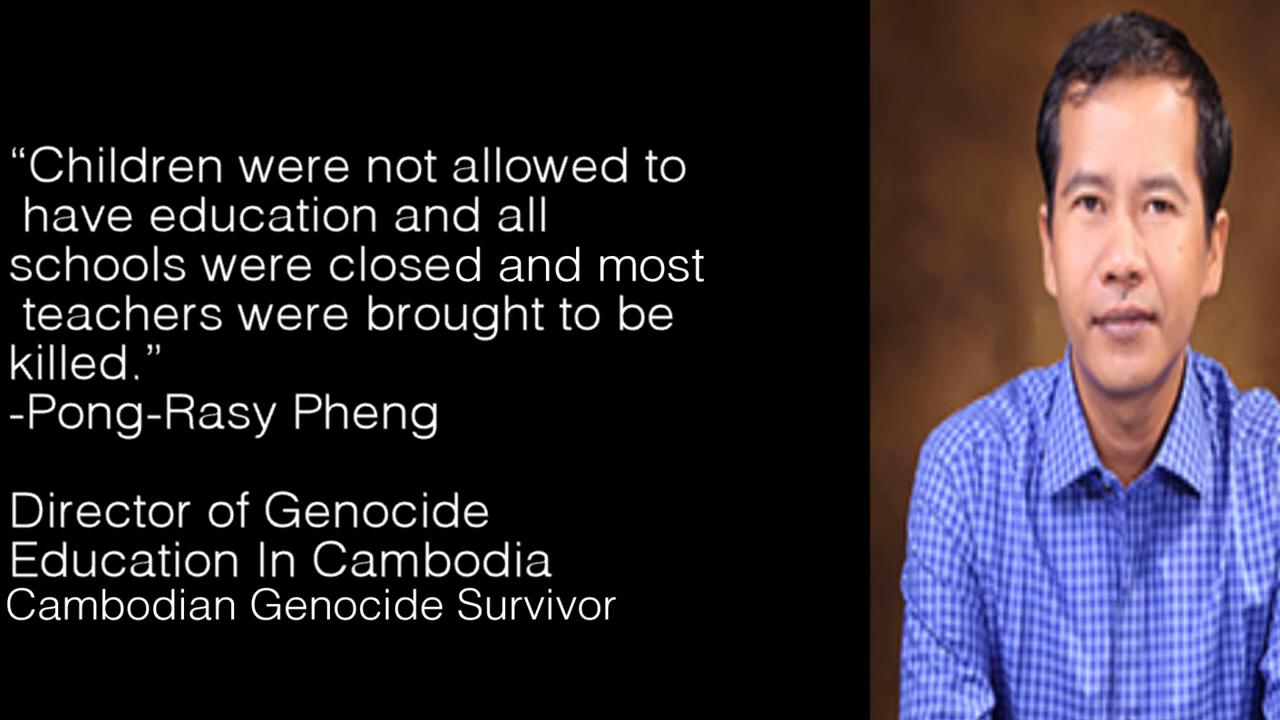 “Children were not allowed to
have education and all
schools were closed and most
teachers were brought to be
killed.”
-Pong-Rasy Pheng
Director of Genocide
Education In Cambodia
Cambodian Genocide Survivor